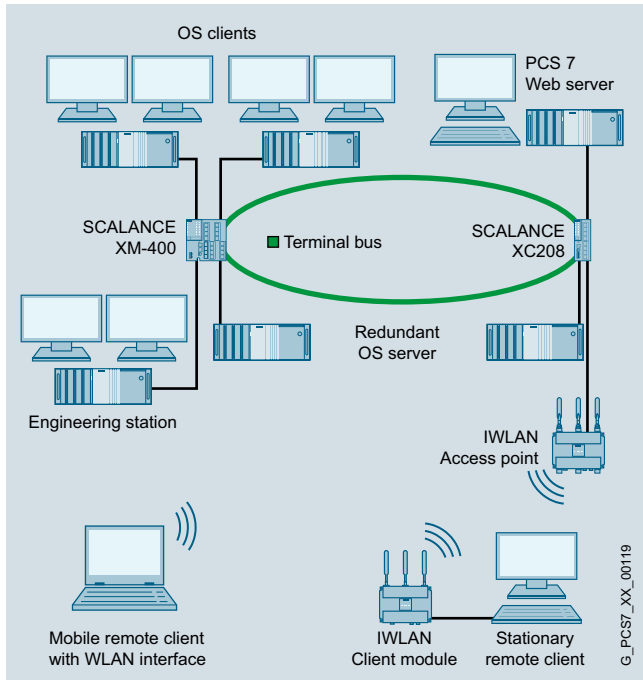 OS clients
PCS 7
Web server
SCALANCE
XM-400
Terminal bus
SCALANCE
XC208
Redundant
OS server
Engineering station
IWLAN
Access point
Mobile remote client
with WLAN interface
IWLAN
Client module
Stationary
remote client
G_PCS7_XX_00119